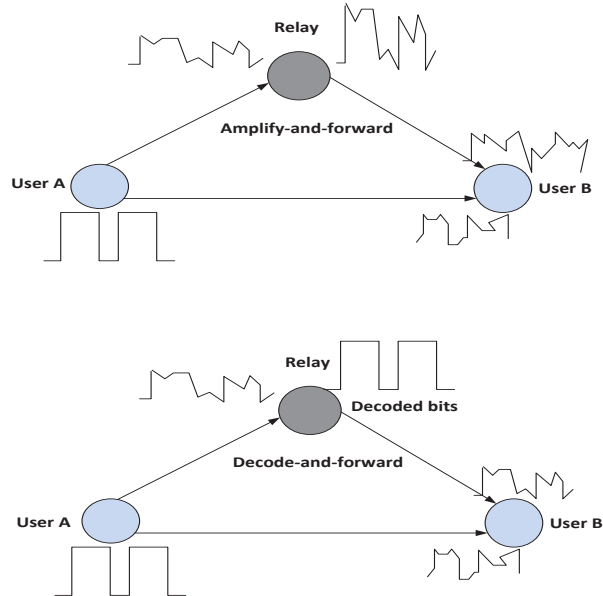 Relay
Amplify-and-forward
User A
User B
Relay
Decoded bits
Decode-and-forward
User A
User B